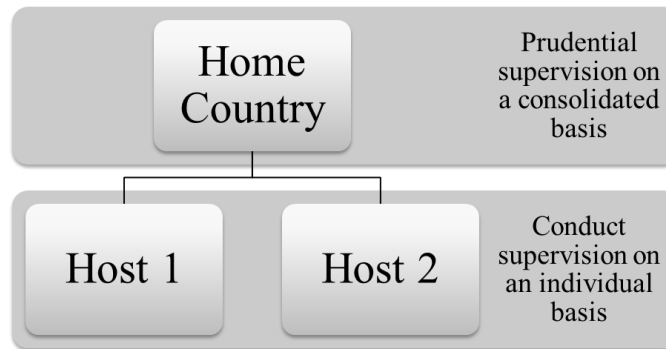 Home
Country
Prudential
supervision on
a consolidated
basis
Host 1
Host 2
Conduct
supervision on
an individual
basis